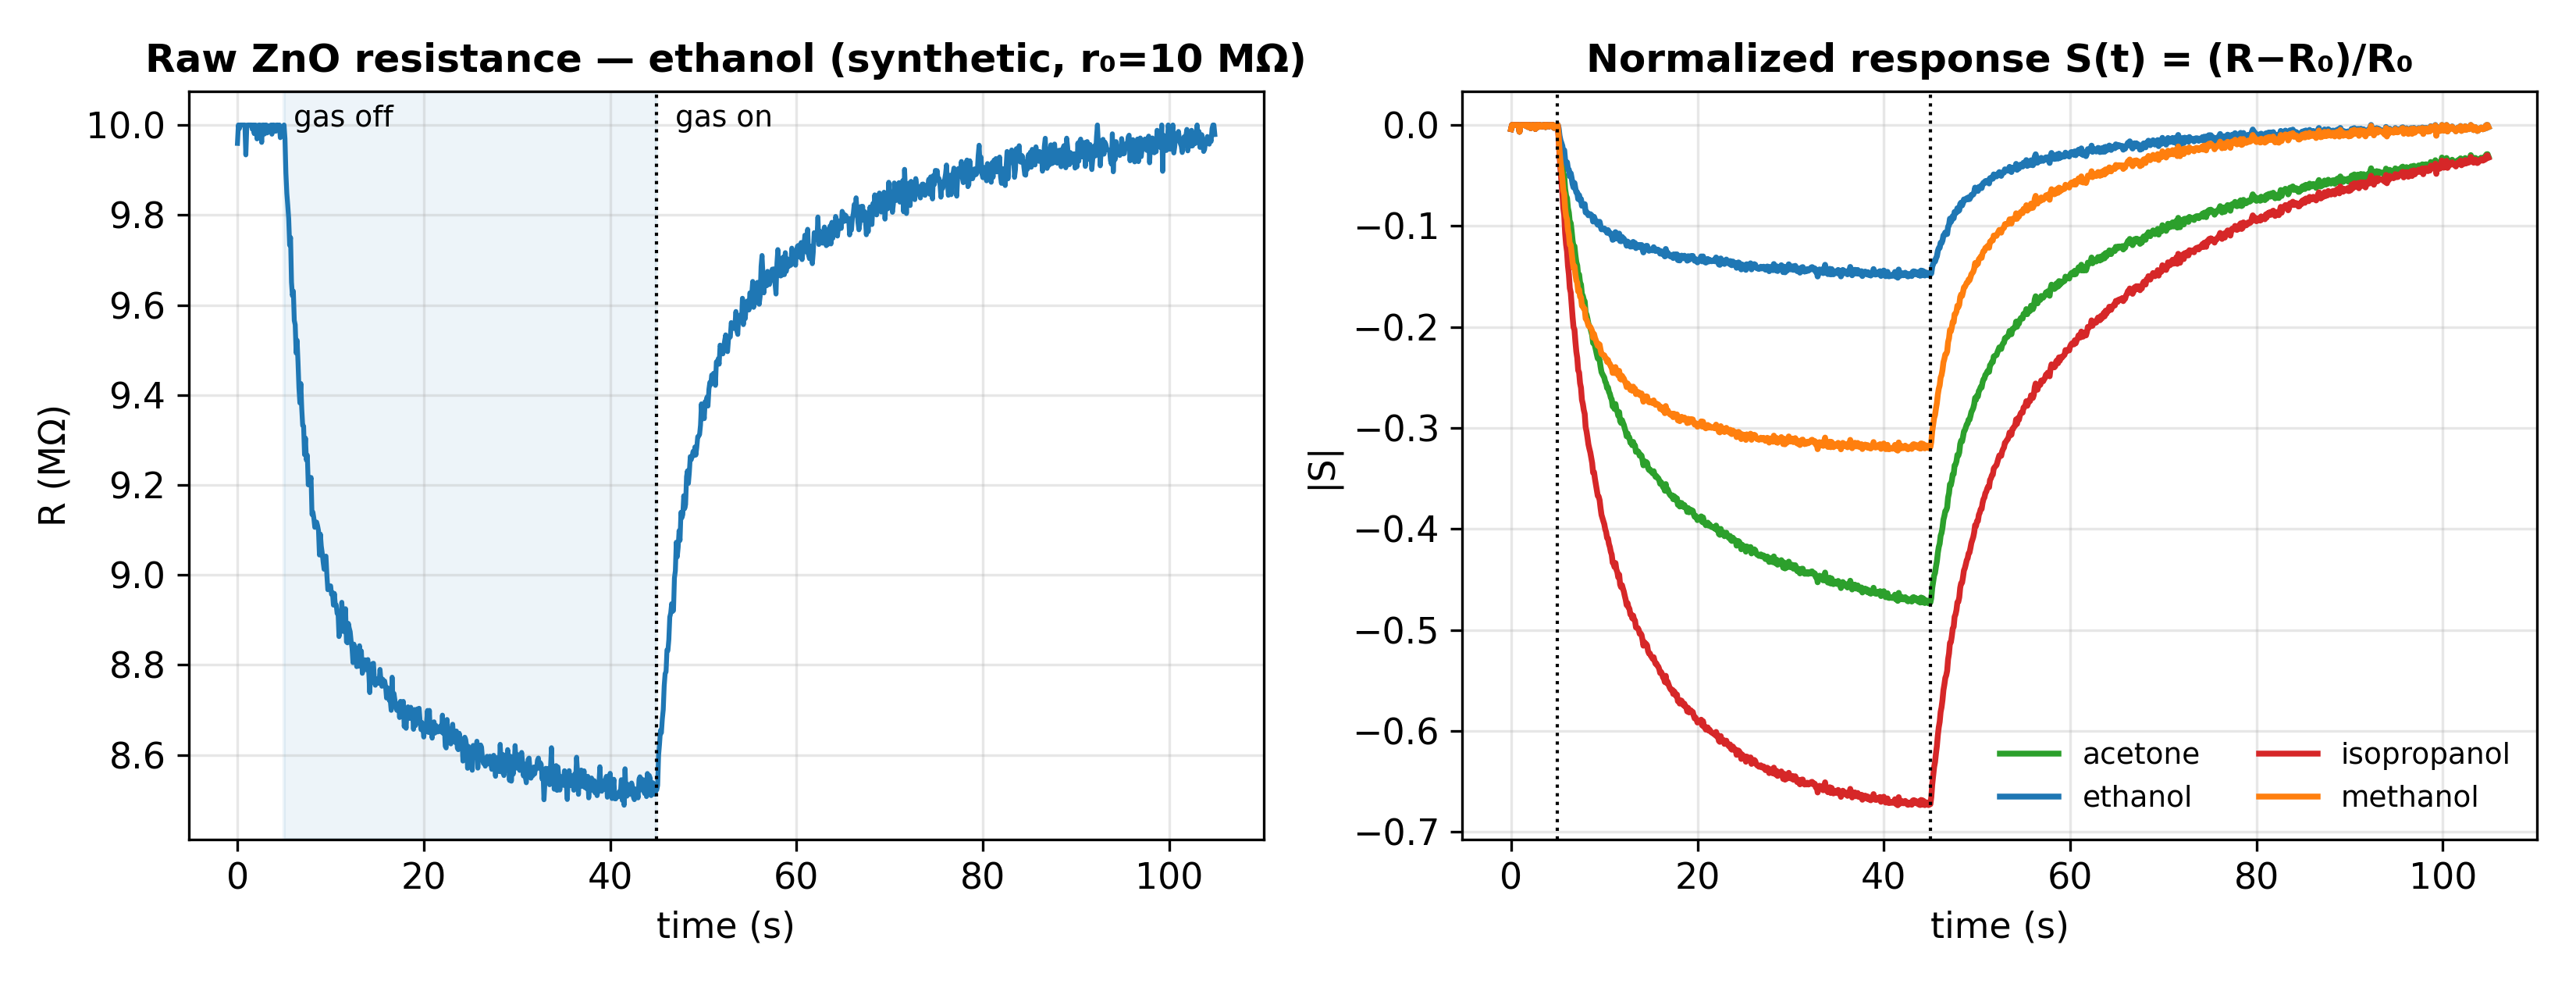 Raw ZnO resistance — ethanol (synthetic, r₀=10 MΩ)
gas off
gas on
10.0
9.8
9.6
9.4
9.2
9.0
8.8
8.6
R (MΩ)
0 20 40 60 80 100
time (s)
Normalized response S(t) = (R−R₀)/R₀
0.0
−0.1
−0.2
−0.3
−0.4
−0.5
−0.6
−0.7
|S|
acetone isopropanol
ethanol methanol
0 20 40 60 80 100
time (s)